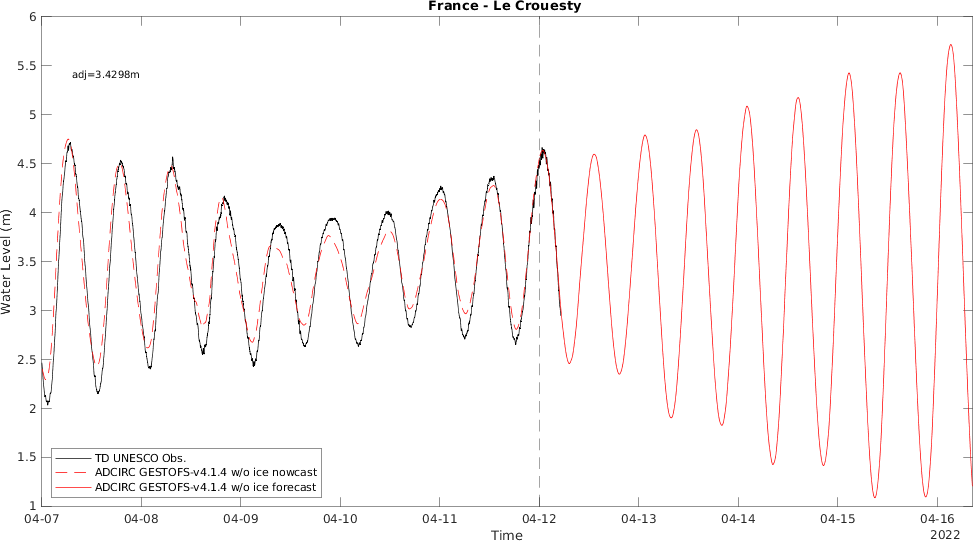 France - Le Crouesty
6
5.5
5
4.5
4
3.5
3
2.5
2
1.5
1
Water Level (m)
adj=3.4298m
TD UNESCO Obs.
ADCIRC GESTOFS-v4.1.4 w/o ice nowcast
ADCIRC GESTOFS-v4.1.4 w/o ice forecast
04-07 04-08 04-09 04-10 04-11 04-12 04-13 04-14 04-15 04-16
2022
Time